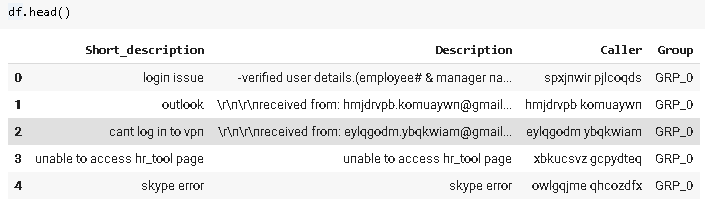 df.head()
Short_description Description Caller Group
0 login issue -verified user details.(employee# & manager na... spxjnwir pjlcoqds GRP_0
1 outlook \r\n\r\nreceived from: hmjdrvpb.komuaywn@gmail... hmjdrvpb komuaywn GRP_0
2 cant log in to vpn \r\n\r\nreceived from: eylqgodm.ybqkwiam@gmail... eylqgodm ybqkwiam GRP_0
3 unable to access hr_tool page unable to access hr_tool page xbkucsvz gcpydteq GRP_0
4 skype error skype error owlgqjme qhcozdfx GRP_0